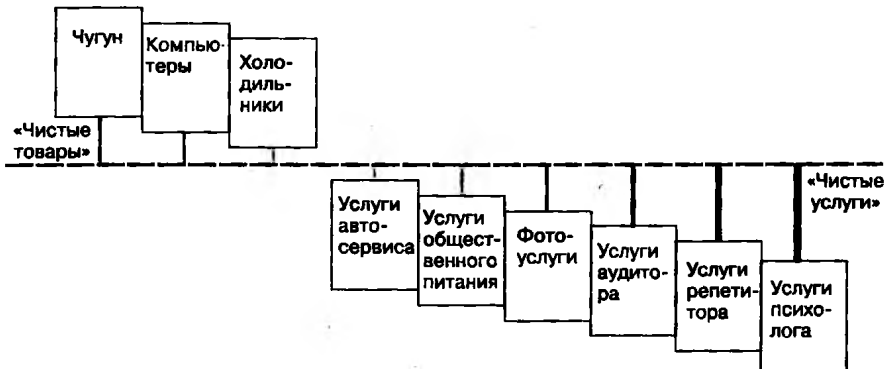 Чугун
Компью-
теры
Холо-
диль-
ники
«Чистые
товары»
«Чистые
услуги»
Услуги
авто-
сервиса
Услуги
общест-
венного
питания
Фото-
услуги
Услуги
аудито-
ра
Услуги
репети-
тора
Услуги
психо-
лога